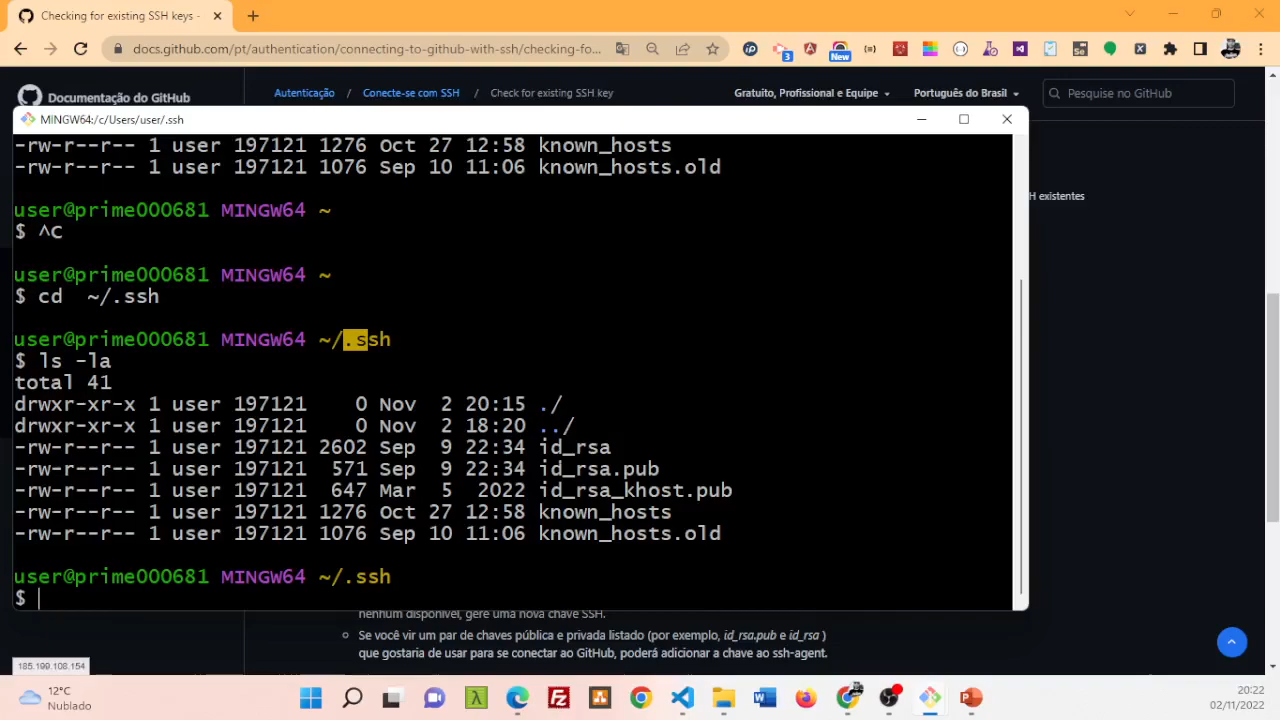 Checking for existing SSH keys -
docs.github.com/pt/authentication/connecting-to-github-with-ssh/checking-fo...
3
New
Documentação do GitHub
Autenticação / Conecte-se com SSH / Check for existing SSH key
Gratuito, Profissional e Equipe
Português do Brasil
Pesquise no GitHub
MINGW64:/c/Users/user/.ssh
H existentes
-rw-r--r-- 1 user 197121 1276 Oct 27 12:58 known_hosts
-rw-r--r-- 1 user 197121 1076 Sep 10 11:06 known_hosts.old
user@prime000681 MINGW64 ~
$ ^C
user@prime000681 MINGW64 ~
$ cd  ~/.ssh
user@prime000681 MINGW64 ~/.ssh
$ ls -la
total 41
drwxr-xr-x 1 user 197121    0 Nov  2 20:15 ./
drwxr-xr-x 1 user 197121    0 Nov  2 18:20 ../
-rw-r--r-- 1 user 197121 2602 Sep  9 22:34 id_rsa
-rw-r--r-- 1 user 197121  571 Sep  9 22:34 id_rsa.pub
-rw-r--r-- 1 user 197121  647 Mar  5  2022 id_rsa_khost.pub
-rw-r--r-- 1 user 197121 1276 Oct 27 12:58 known_hosts
-rw-r--r-- 1 user 197121 1076 Sep 10 11:06 known_hosts.old
user@prime000681 MINGW64 ~/.ssh
$
nenhum disponível, gere uma nova chave SSH.
Se você vir um par de chaves pública e privada listado (por exemplo, id_rsa.pub e id_rsa )
que gostaria de usar para se conectar ao GitHub, poderá adicionar a chave ao ssh-agent.
185.199.108.154
12°C
Nublado
20:22
02/11/2022